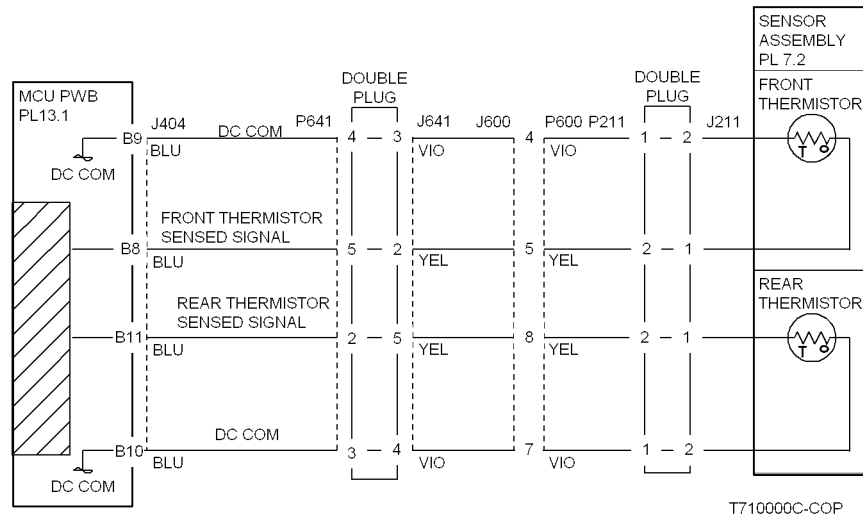 SENSOR
ASSEMBLY
PL 7.2
DOUBLE
PLUG
DOUBLE
PLUG
MCU PWB
PL13.1
FRONT
THERMISTOR
B9 J404 DC COM P641 4 3 J641 J600 4 P600 P211 1 2 J211
BLU VIO VIO
T O
DC COM
FRONT THERMISTOR
SENSED SIGNAL
B8 5 2 5 2 1
BLU YEL YEL
REAR
THERMISTOR
REAR THERMISTOR
SENSED SIGNAL
B11 2 5 8 2 1
BLU YEL YEL
T O
DC COM
B10 3 4 7 1 2
BLU VIO VIO
DC COM
T710000C-COP